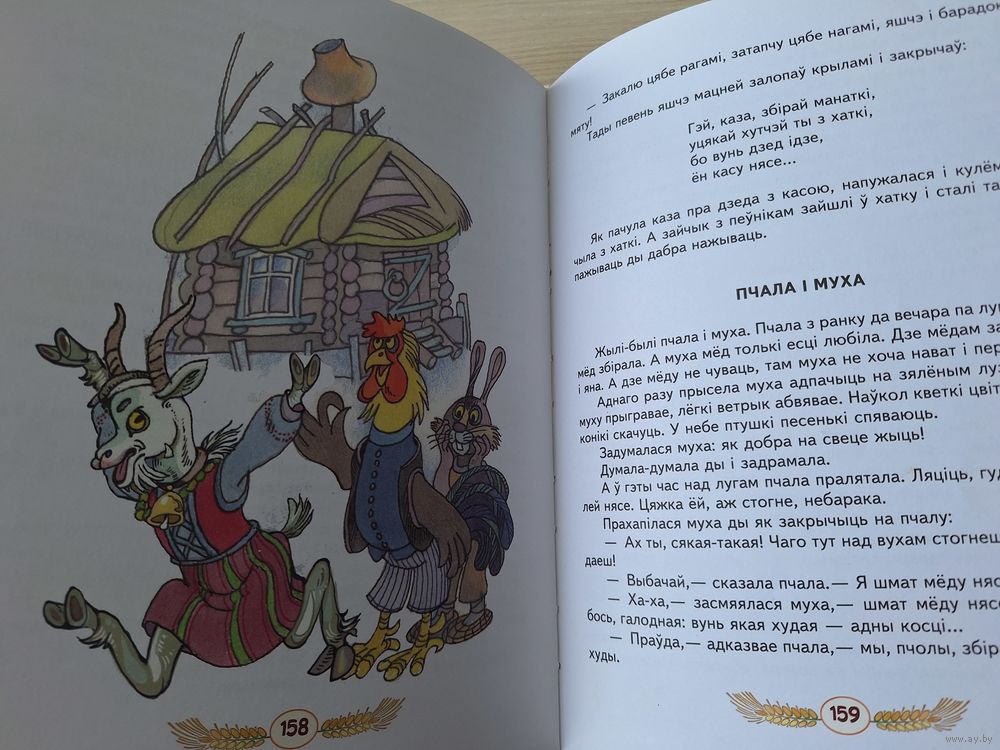 158
— Закалю цябе рагамі, затапчу цябе нагамі, яшчэ і барадою
мяту!
Тады певень яшчэ мацней залопаў крыламі і закрычаў:
Гэй, каза, збірай манаткі,
уцякай хутчэй ты з хаткі,
бо вунь дзед ідзе,
ён касу нясе...
Як пачула каза пра дзеда з касою, напужалася і кулём
чыла з хаткі. А зайчык з пеўнікам зайшлі ў хатку і сталі та
пажываць ды дабра нажываць.
ПЧАЛА І МУХА
Жылі-былі пчала і муха. Пчала з ранку да вечара па луг
мёд збірала. А муха мёд толькі есці любіла. Дзе мёдам за
і яна. А дзе мёду не чуваць, там муха не хоча нават і пер
Аднаго разу прысела муха адпачыць на зялёным луз
муху прыгравае, лёгкі ветрык абвявае. Наўкол кветкі цвіт
конікі скачуць. У небе птушкі песенькі спяваюць.
Задумалася муха: як добра на свеце жыць!
Думала-думала ды і задрамала.
А ў гэты час над лугам пчала пралятала. Ляціць, гуд
лей нясе. Цяжка ёй, аж стогне, небарака.
Прахапілася муха ды як закрычыць на пчалу:
— Ах ты, сякая-такая! Чаго тут над вухам стогнеш
даеш!
— Выбачай,— сказала пчала.— Я шмат мёду няс
— Ха-ха,— засмяялася муха,— шмат мёду нясе
бось, галодная: вунь якая худая — адны косці...
— Праўда,— адказвае пчала,— мы, пчолы, збір
худы.
159
www.ay.by